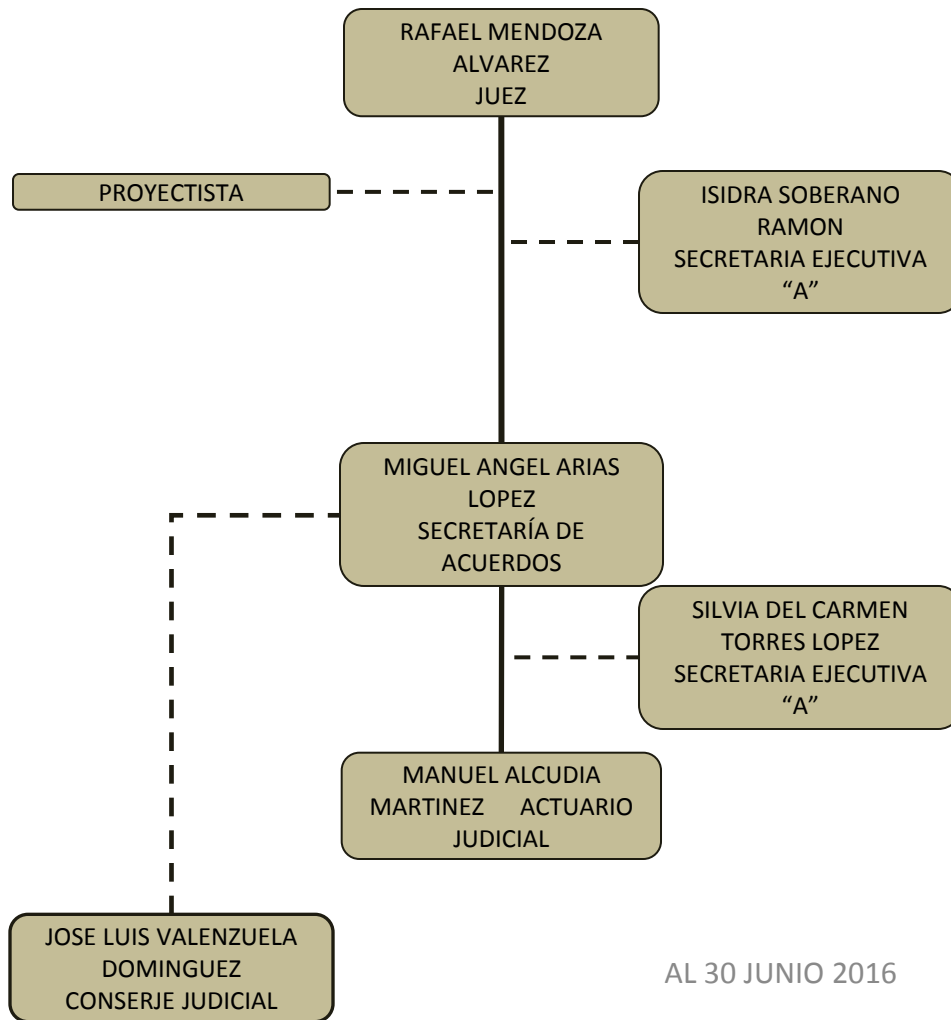 RAFAEL MENDOZA
ALVAREZ
JUEZ
PROYECTISTA
ISIDRA SOBERANO
RAMON
SECRETARIA EJECUTIVA
“A”
MIGUEL ANGEL ARIAS
LOPEZ
SECRETARÍA DE
ACUERDOS
SILVIA DEL CARMEN
TORRES LOPEZ
SECRETARIA EJECUTIVA
“A”
MANUEL ALCUDIA
MARTINEZ ACTUARIO
JUDICIAL
JOSE LUIS VALENZUELA
DOMINGUEZ
CONSERJE JUDICIAL
AL 30 JUNIO 2016